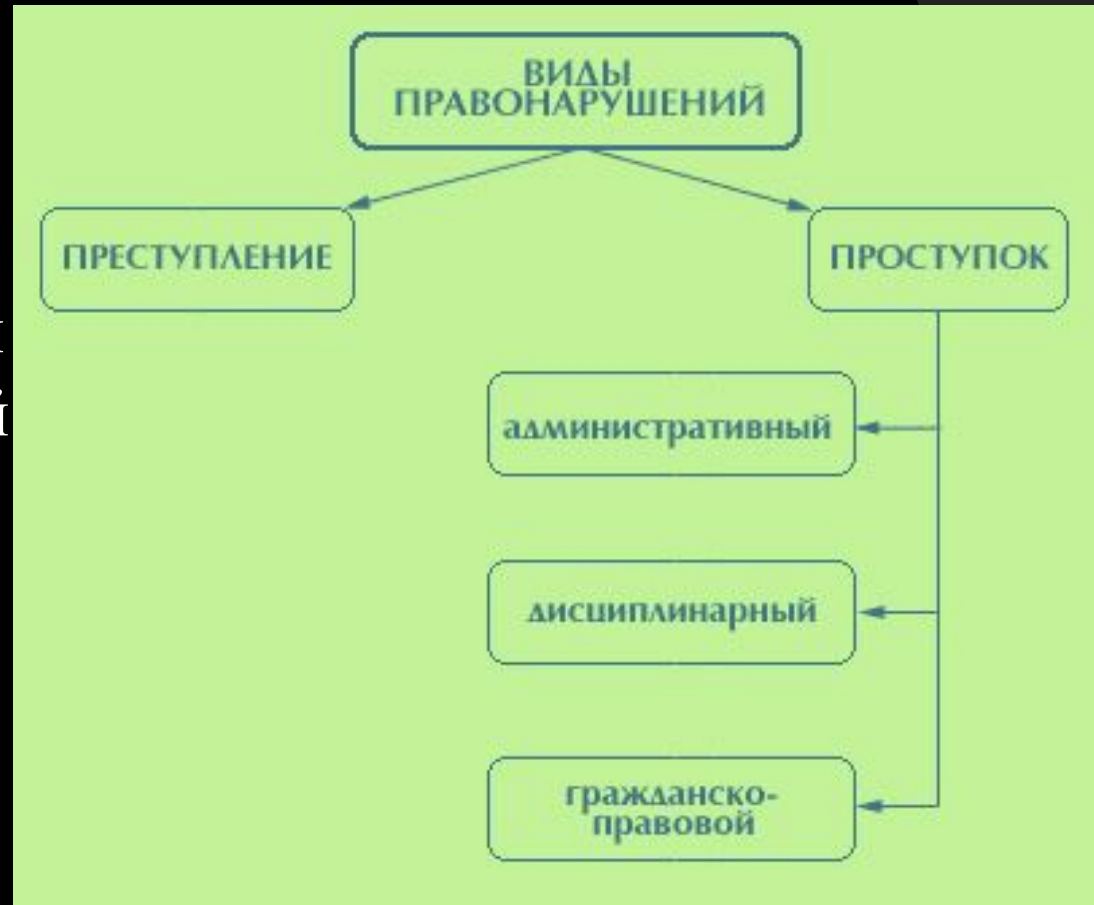 ВИДЫ
ПРАВОНАРУШЕНИЙ
ПРЕСТУПЛЕНИЕ
ПРОСТУПОК
административный
дисциплинарный
гражданско-
правовой